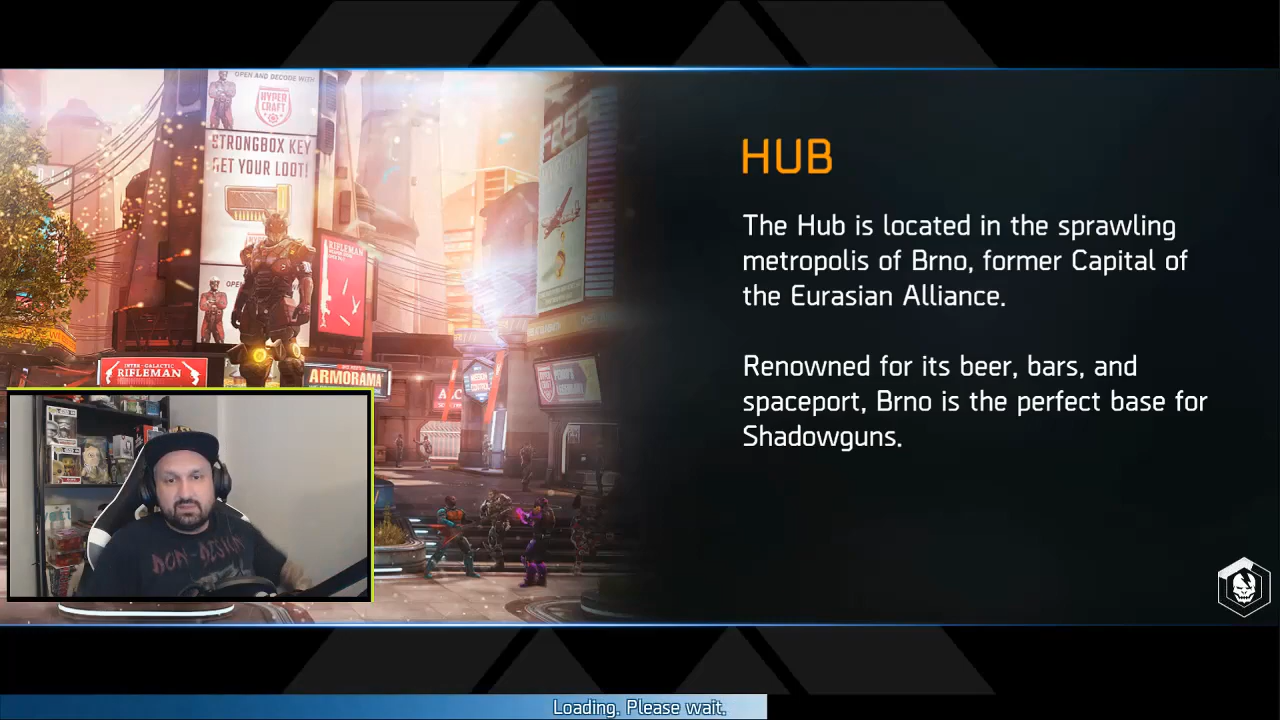 OPEN AND DECODE WITH
HYPER
CRAFT
STRONGBOX KEY
GET YOUR LOOT!
RIFLEMAN
INTER-GALACTIC
RIFLEMAN
ARMORAMA
HUB
The Hub is located in the sprawling
metropolis of Brno, former Capital of
the Eurasian Alliance.
Renowned for its beer, bars, and
spaceport, Brno is the perfect base for
Shadowguns.
Loading. Please wait.